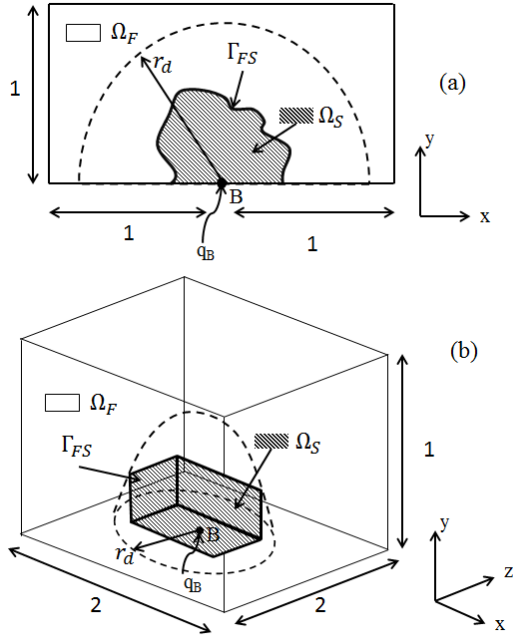 Ω_F
r_d
Γ_FS
(a)
1
Ω_S
y
B
x
1
1
q_B
(b)
Ω_F
Γ_FS
Ω_S
1
B
y
r_d
z
q_B
2
2
x